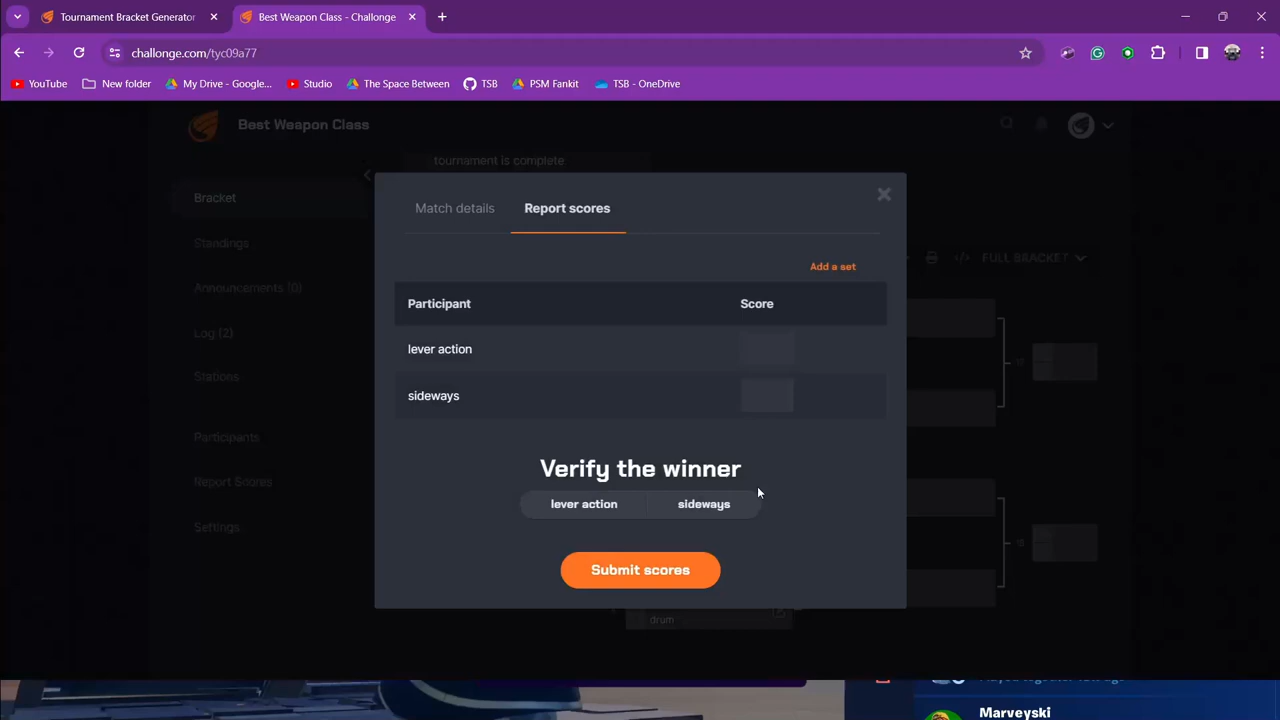 Tournament Bracket Generator
Best Weapon Class - Challonge
challonge.com/tyc09a77
YouTube
New folder
My Drive - Google...
Studio
The Space Between
TSB
PSM Fankit
TSB - OneDrive
Best Weapon Class
tournament is complete
Match details
Report scores
Bracket
Standings
Announcements (0)
Log (2)
Stations
Participants
Report Scores
Settings
Add a set
FULL BRACKET
Participant
Score
lever action
sideways
Verify the winner
lever action
sideways
Submit scores
drum
Marveyski